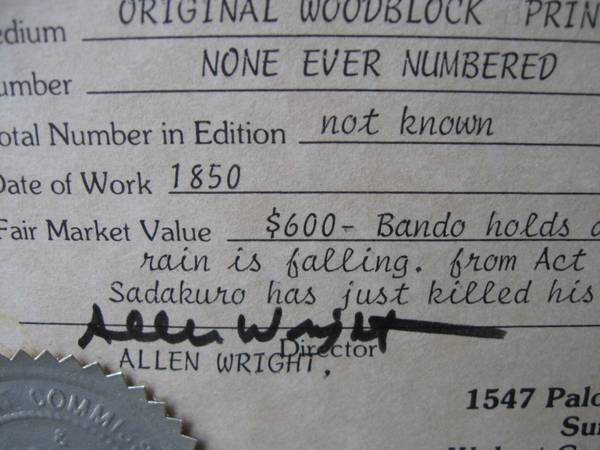 edium ORIGINAL WOODBLOCK PRIN
umber NONE EVER NUMBERED
otal Number in Edition not known
Date of Work 1850
Fair Market Value $600- Bando holds a
rain is falling. from Act
Sadakuro has just killed his
Allen Wright
Director
ALLEN WRIGHT,
1547 Palo
Su
COMMI
&